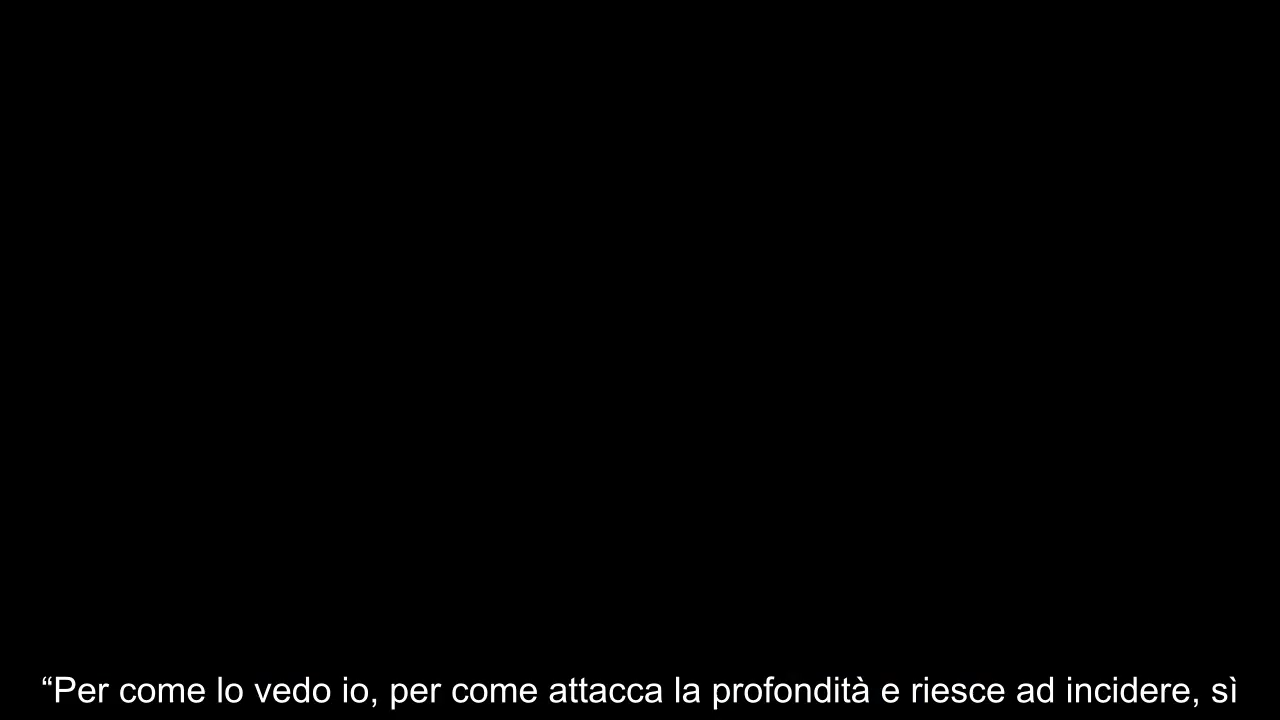 “Per come lo vedo io, per come attacca la profondità e riesce ad incidere, sì